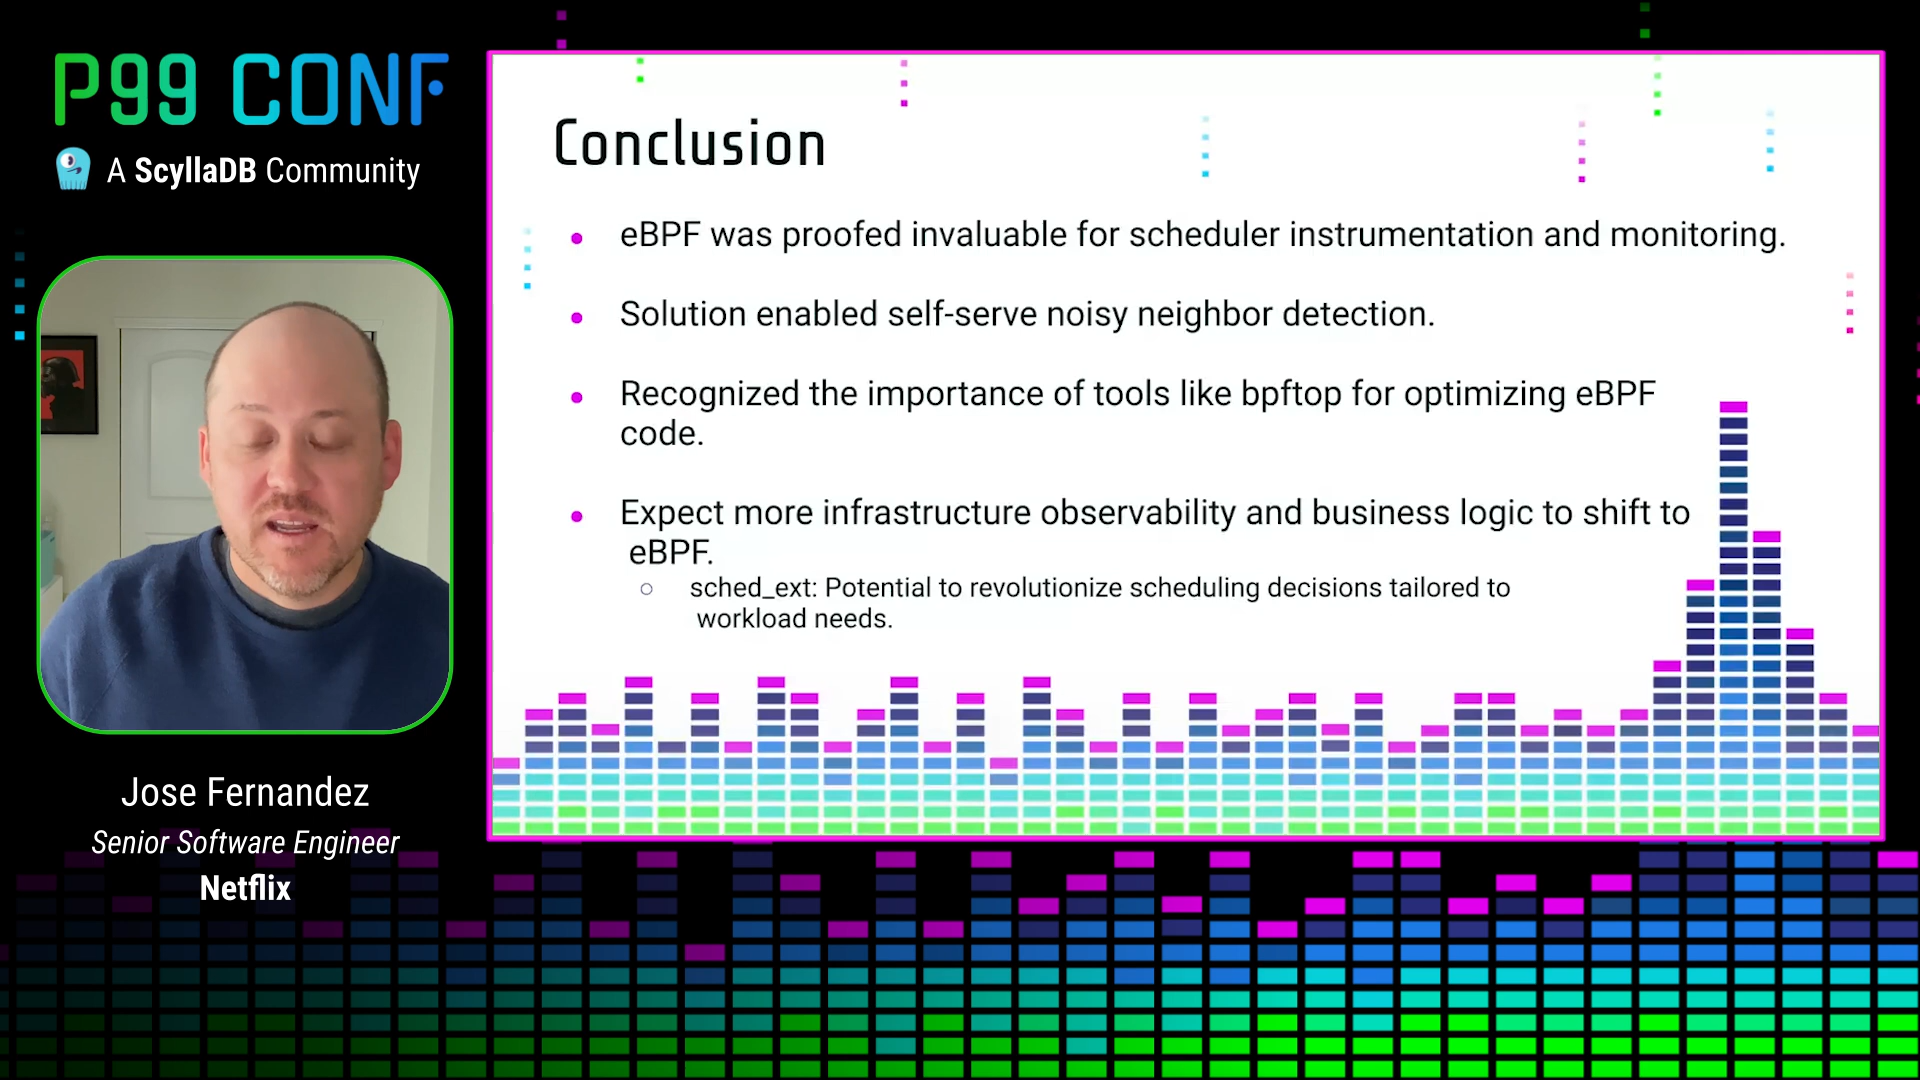 P99 CONF
A ScyllaDB Community
Jose Fernandez
Senior Software Engineer
Netflix
Conclusion
• eBPF was proofed invaluable for scheduler instrumentation and monitoring.
• Solution enabled self-serve noisy neighbor detection.
• Recognized the importance of tools like bpftop for optimizing eBPF
code.
• Expect more infrastructure observability and business logic to shift to
eBPF.
○ sched_ext: Potential to revolutionize scheduling decisions tailored to
workload needs.